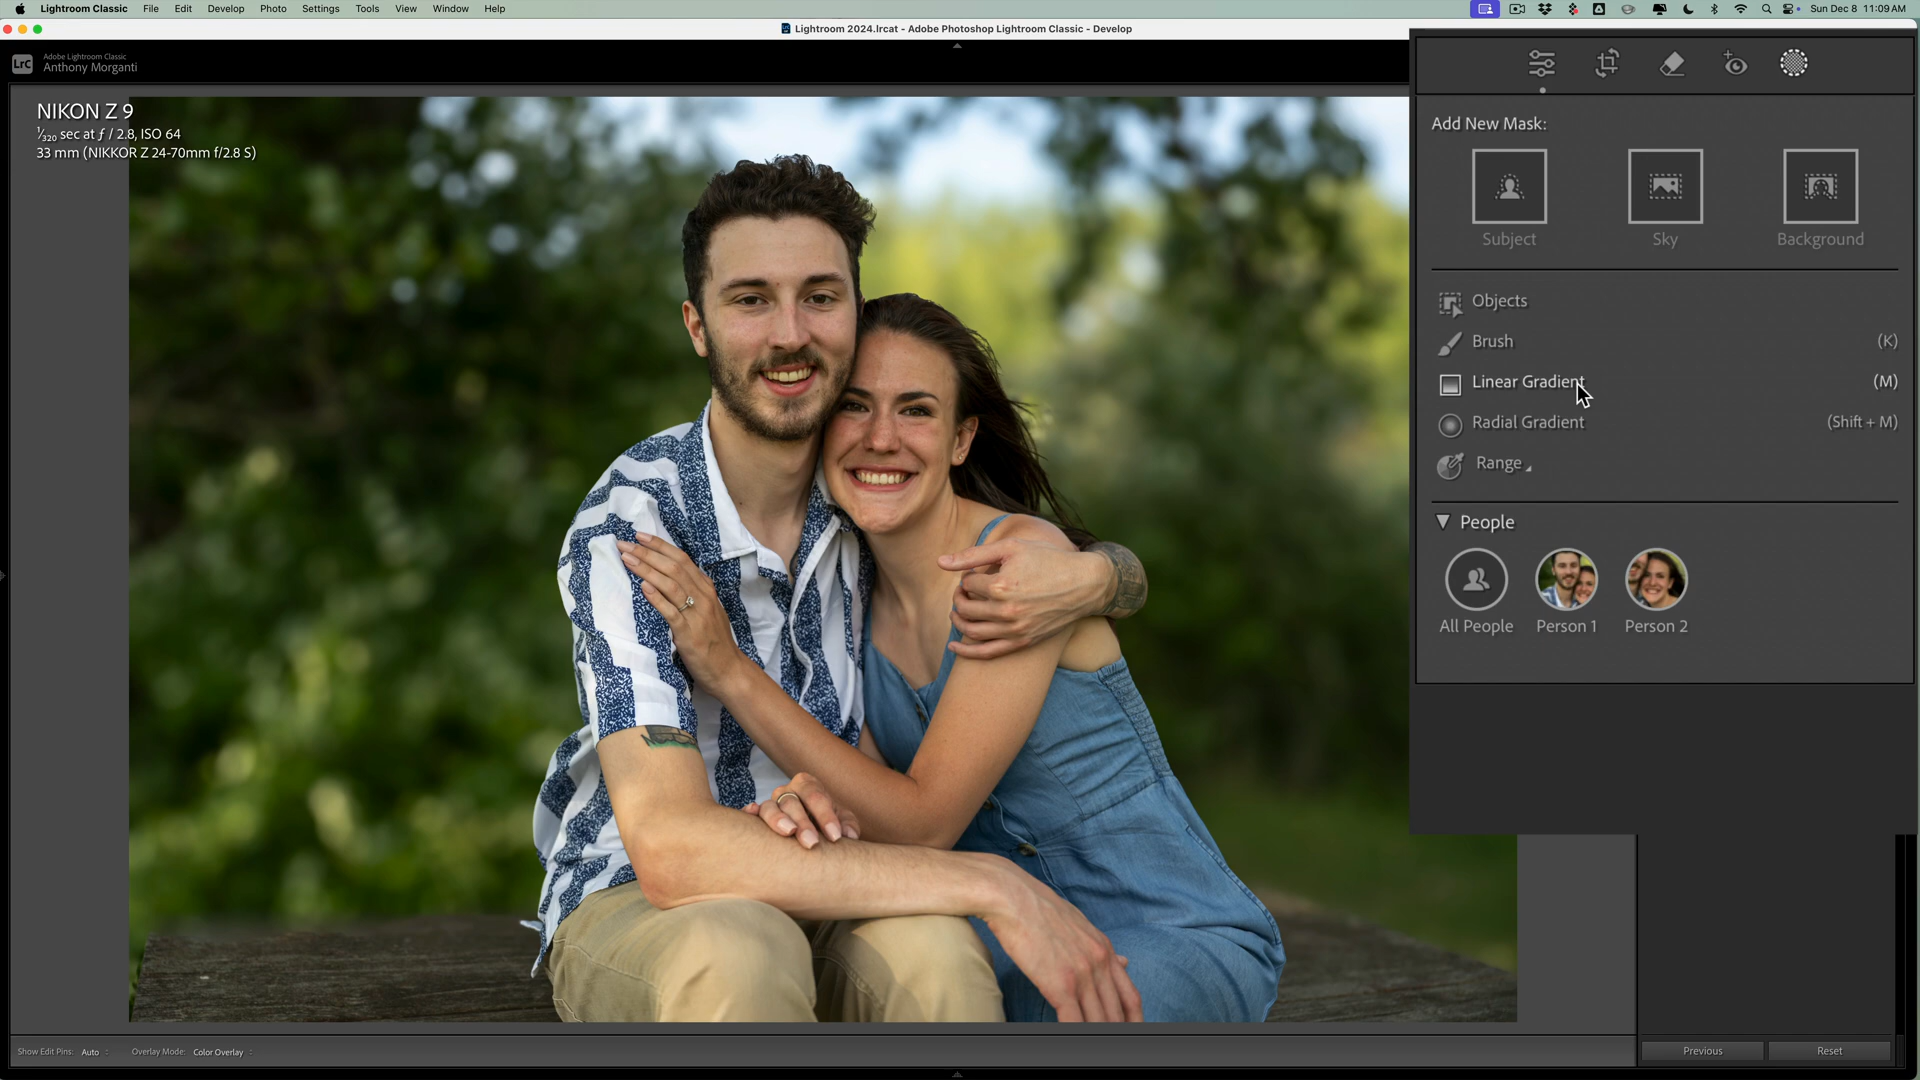 Lightroom Classic File Edit Develop Photo Settings Tools View Window Help Sun Dec 8 11:09 AM
Lightroom 2024.lrcat - Adobe Photoshop Lightroom Classic - Develop
LrC
Adobe Lightroom Classic
Anthony Morganti
NIKON Z 9
1/320 sec at ƒ / 2.8, ISO 64
33 mm (NIKKOR Z 24-70mm f/2.8 S)
Add New Mask:
Subject Sky Background
Objects
Brush (K)
Linear Gradient (M)
Radial Gradient (Shift + M)
Range
People
All People Person 1 Person 2
Show Edit Pins: Auto Overlay Mode: Color Overlay
Previous Reset